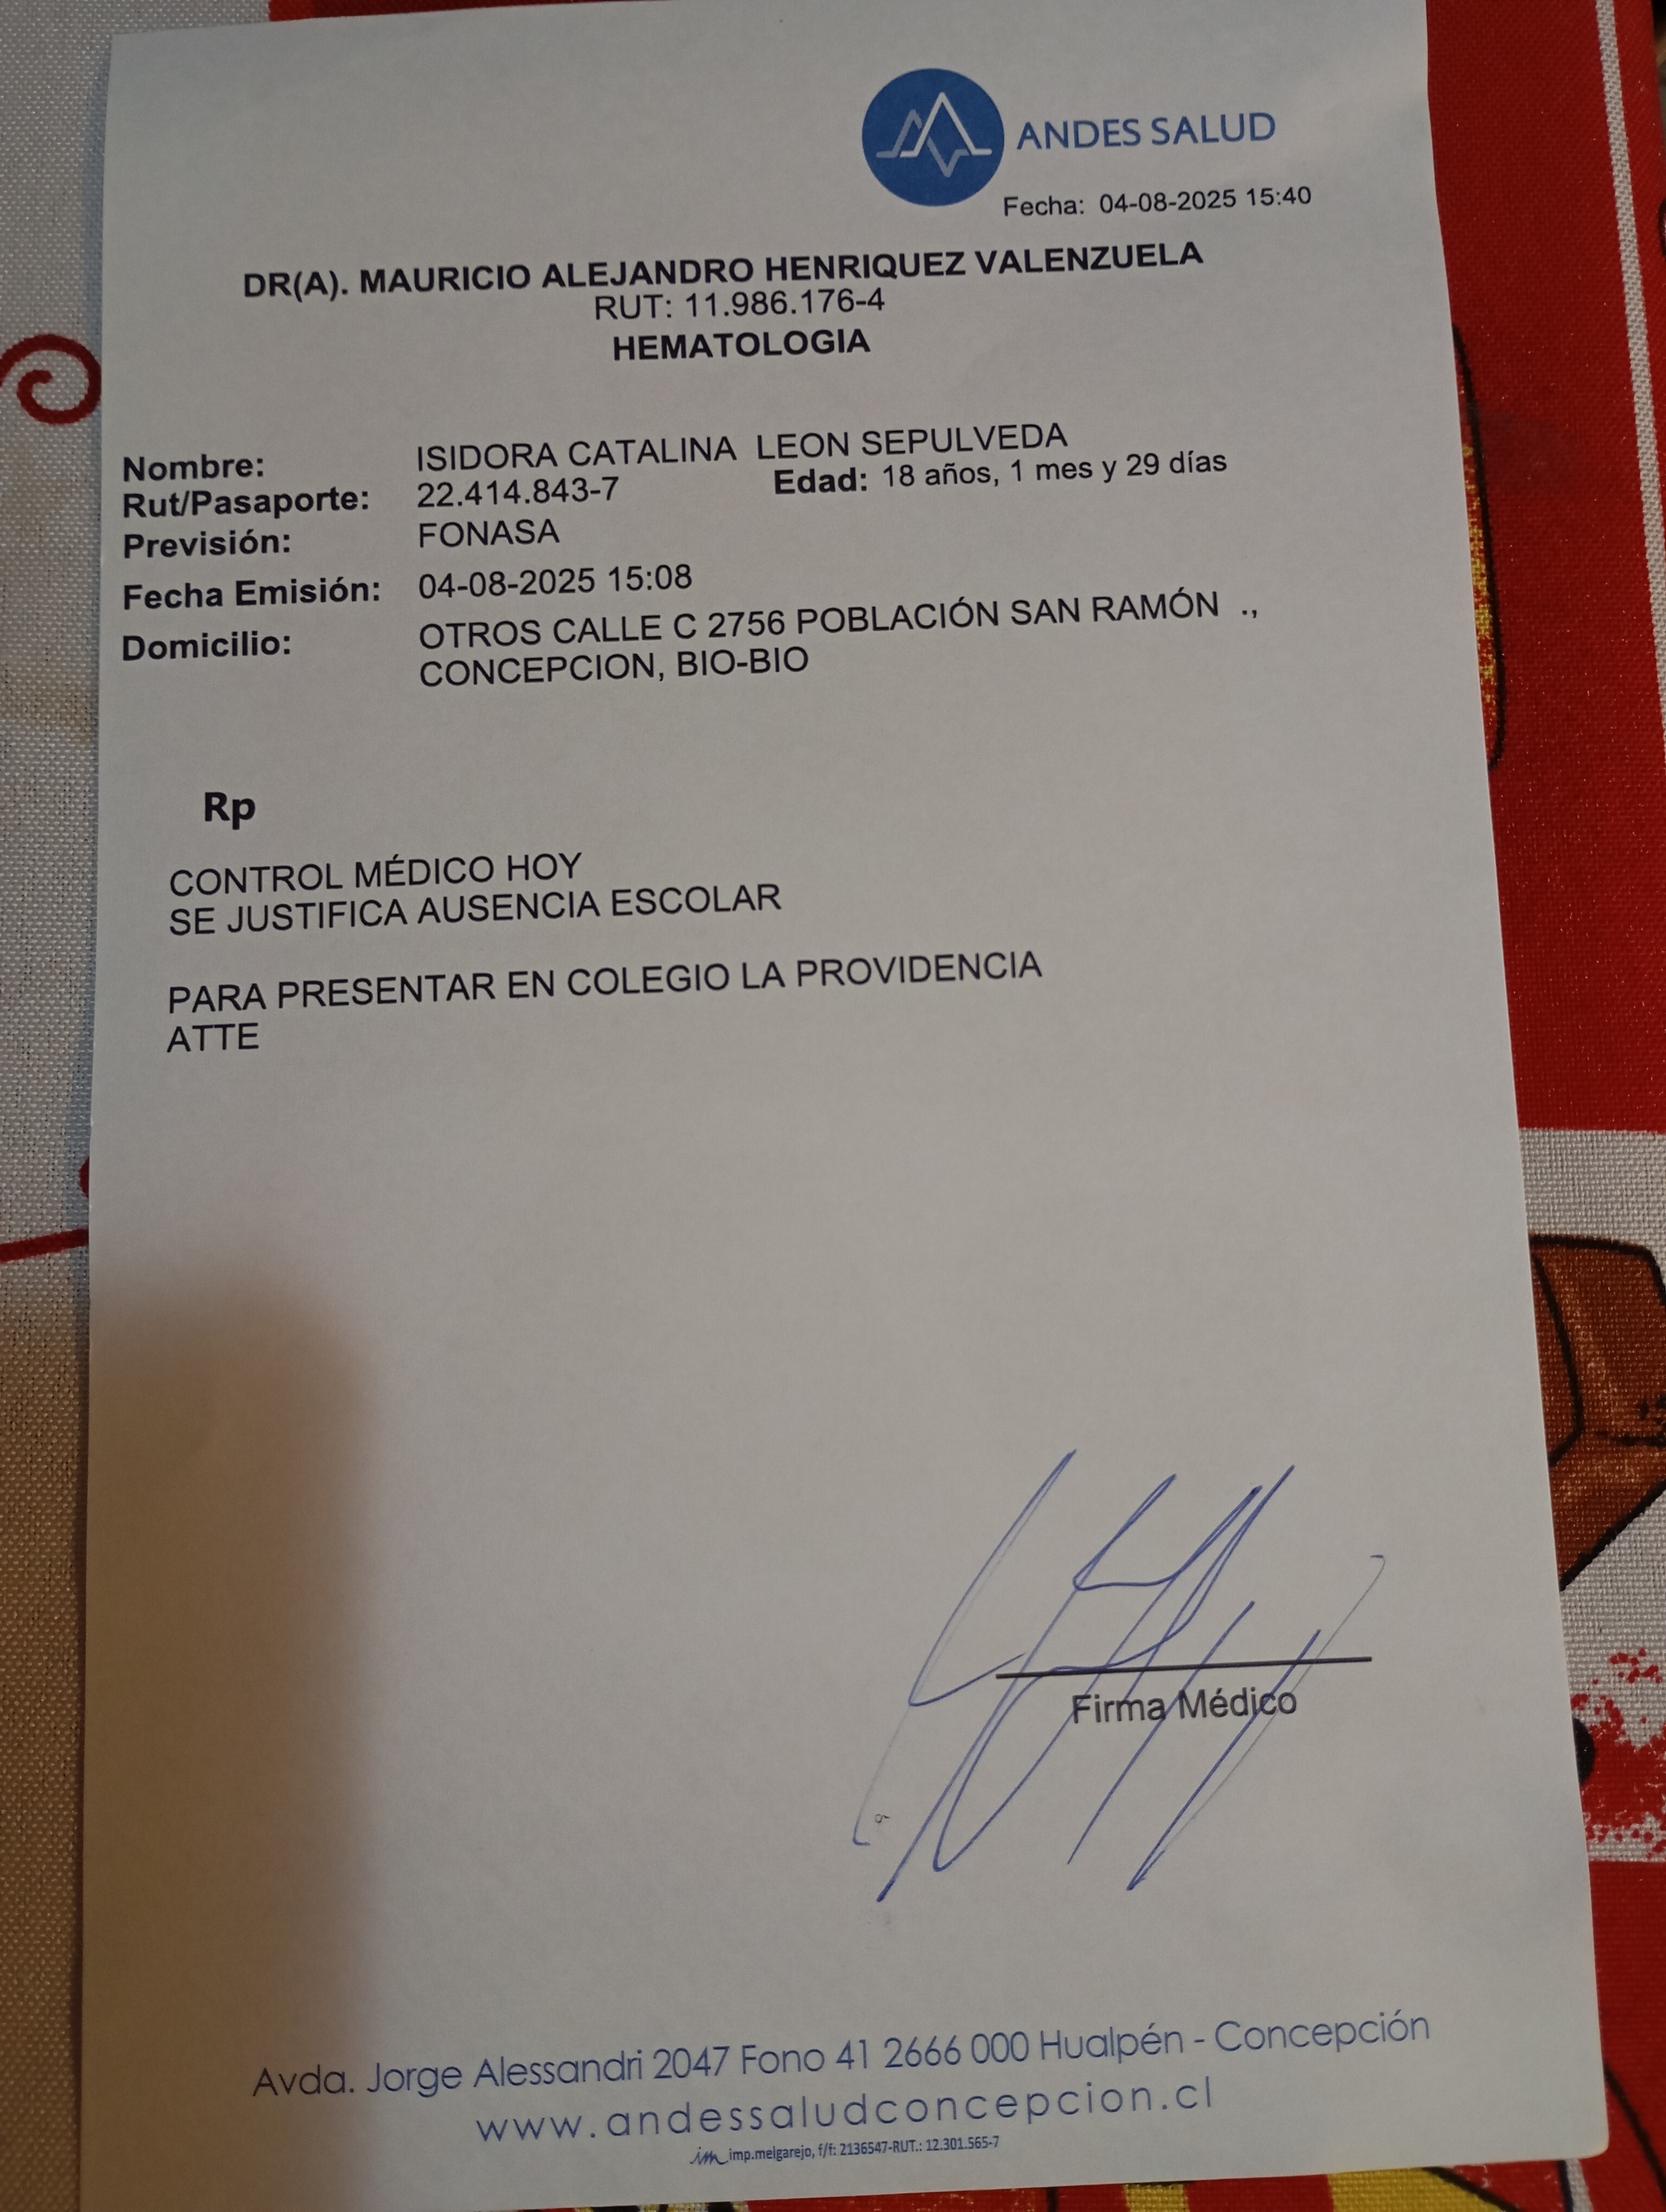 ANDES SALUD
Fecha: 04-08-2025 15:40
DR(A). MAURICIO ALEJANDRO HENRIQUEZ VALENZUELA
RUT: 11.986.176-4
HEMATOLOGIA
Nombre: ISIDORA CATALINA LEON SEPULVEDA
Rut/Pasaporte: 22.414.843-7 Edad: 18 años, 1 mes y 29 días
Previsión: FONASA
Fecha Emisión: 04-08-2025 15:08
Domicilio: OTROS CALLE C 2756 POBLACIÓN SAN RAMÓN .,
CONCEPCION, BIO-BIO
Rp
CONTROL MÉDICO HOY
SE JUSTIFICA AUSENCIA ESCOLAR
PARA PRESENTAR EN COLEGIO LA PROVIDENCIA
ATTE
Firma Médico
Avda. Jorge Alessandri 2047 Fono 41 2666 000 Hualpén - Concepción
www.andessaludconcepcion.cl
im imp.melgarejo, f/f: 2136547-RUT.: 12.301.565-7